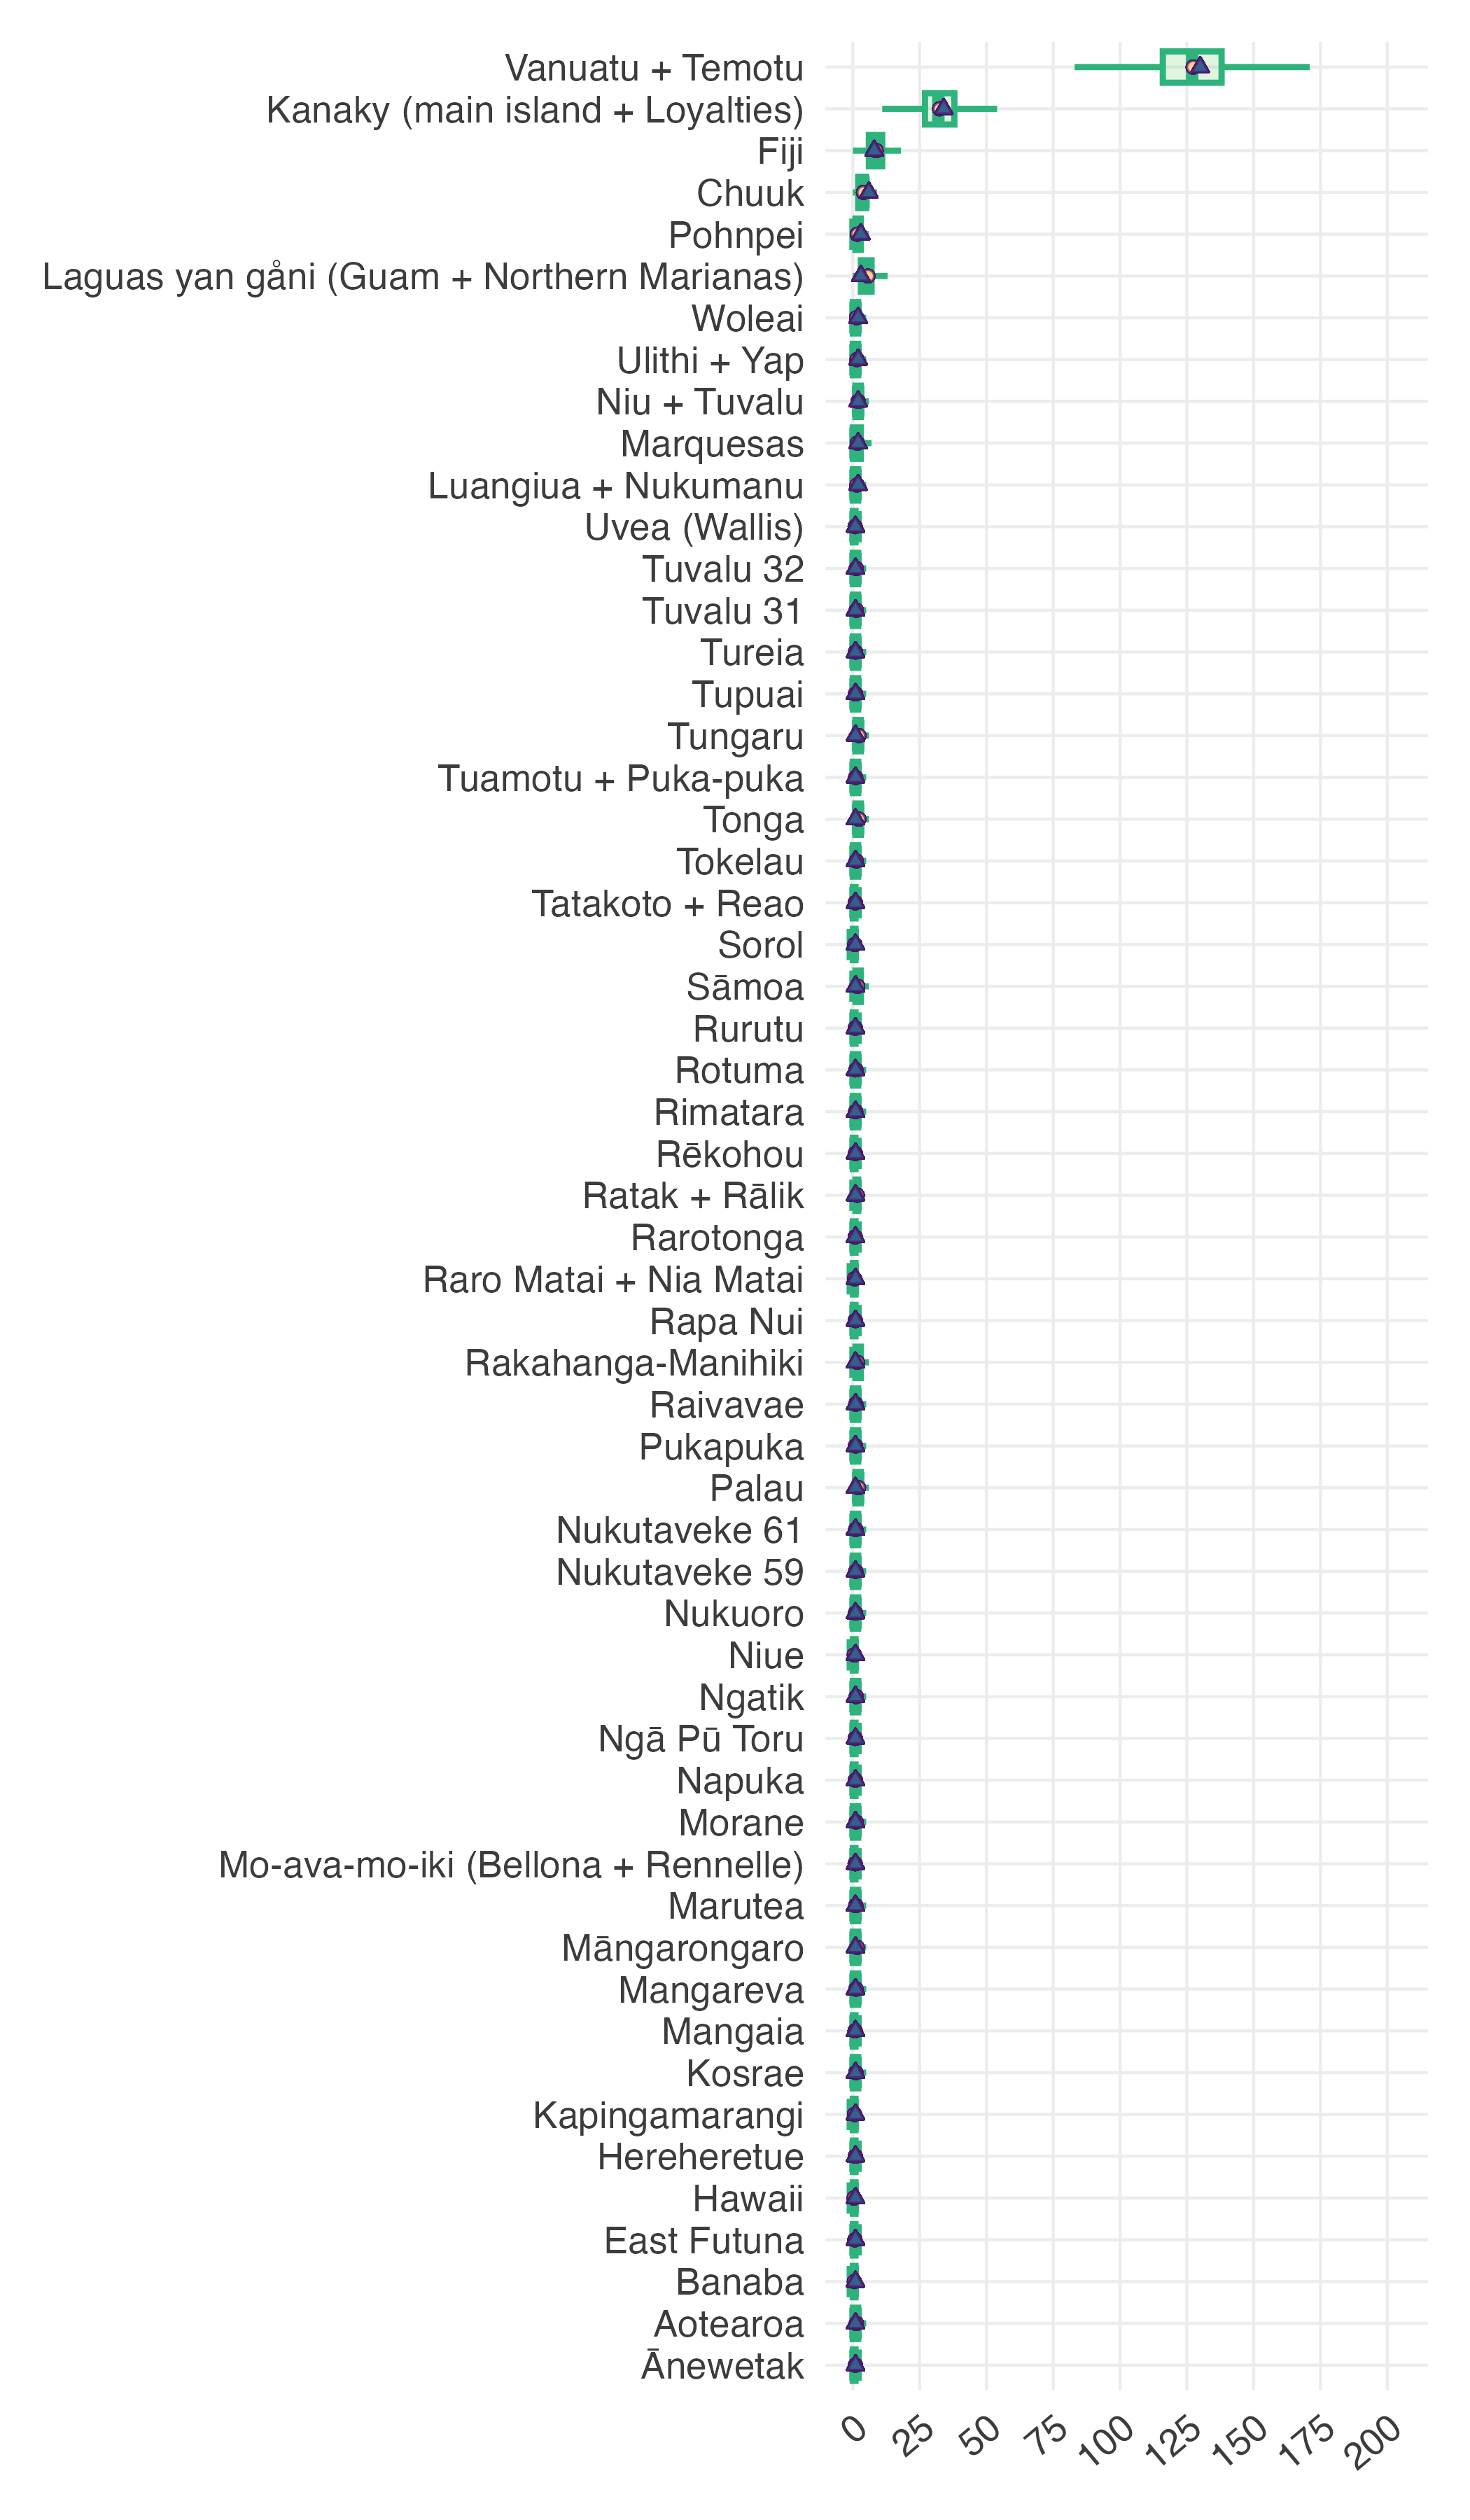 Vanuatu + Temotu
Kanaky (main island + Loyalties)
Fiji
Chuuk
Pohnpei
Laguas yan gåni (Guam + Northern Marianas)
Woleai
Ulithi + Yap
Niu + Tuvalu
Marquesas
Luangiua + Nukumanu
Uvea (Wallis)
Tuvalu 32
Tuvalu 31
Tureia
Tupuai
Tungaru
Tuamotu + Puka-puka
Tonga
Tokelau
Tatakoto + Reao
Sorol
Sāmoa
Rurutu
Rotuma
Rimatara
Rēkohou
Ratak + Rālik
Rarotonga
Raro Matai + Nia Matai
Rapa Nui
Rakahanga-Manihiki
Raivavae
Pukapuka
Palau
Nukutaveke 61
Nukutaveke 59
Nukuoro
Niue
Ngatik
Ngā Pū Toru
Napuka
Morane
Mo-ava-mo-iki (Bellona + Rennelle)
Marutea
Māngarongaro
Mangareva
Mangaia
Kosrae
Kapingamarangi
Hereheretue
Hawaii
East Futuna
Banaba
Aotearoa
Ānewetak
0 25 50 75 100 125 150 175 200